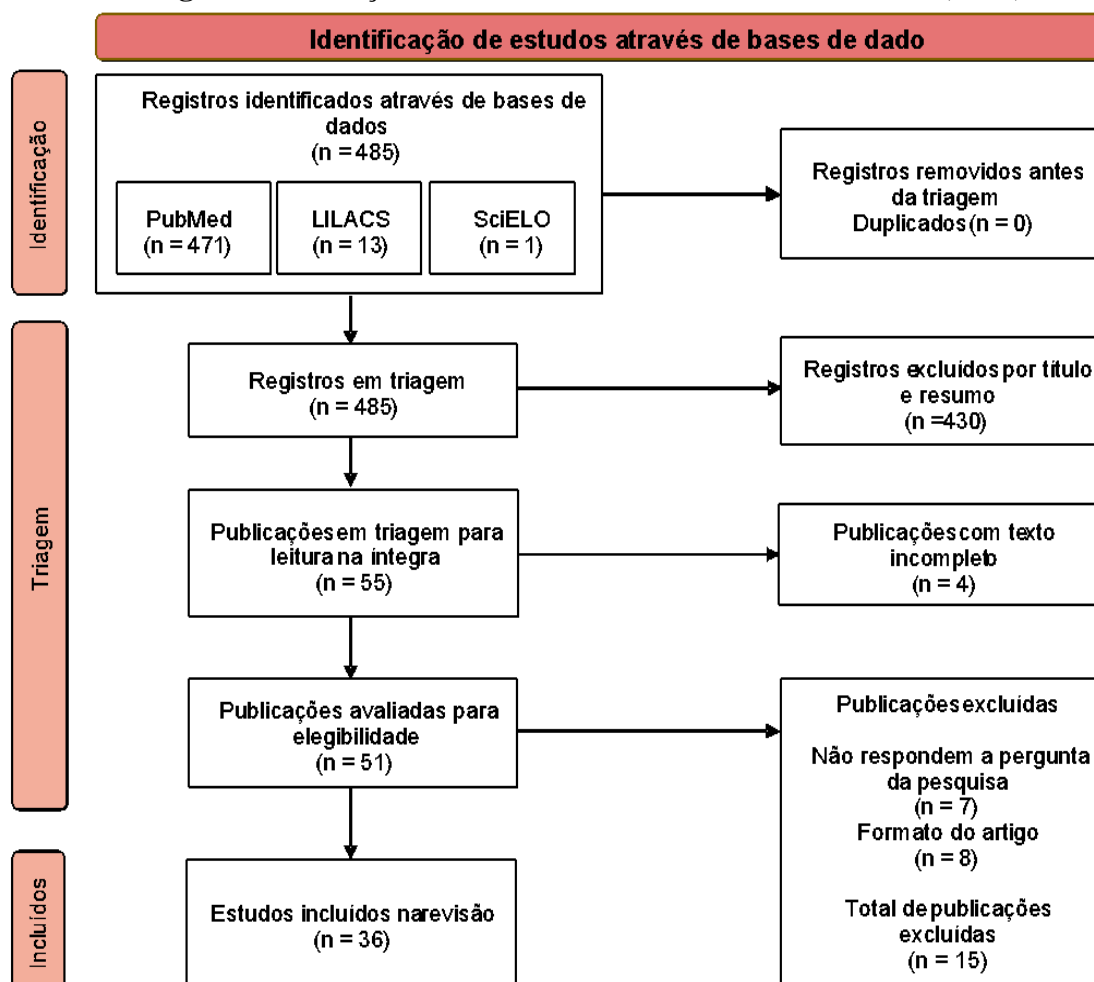 Identificação de estudos através de bases de dado
Identificação
Registros identificados através de bases de
dados
(n = 485)
PubMed
(n = 471)
LILACS
(n = 13)
SciELO
(n = 1)
Registros removidos antes
da triagem
Duplicados (n = 0)
Triagem
Registros em triagem
(n = 485)
Registros excluídos por título
e resumo
(n =430)
Publicações em triagem para
leitura na íntegra
(n = 55)
Publicações com texto
incompleto
(n = 4)
Publicações avaliadas para
elegibilidade
(n = 51)
Publicações excluídas
Não respondem a pergunta
da pesquisa
(n = 7)
Formato do artigo
(n = 8)
Total de publicações
excluídas
(n = 15)
Incluídos
Estudos incluídos narevisão
(n = 36)